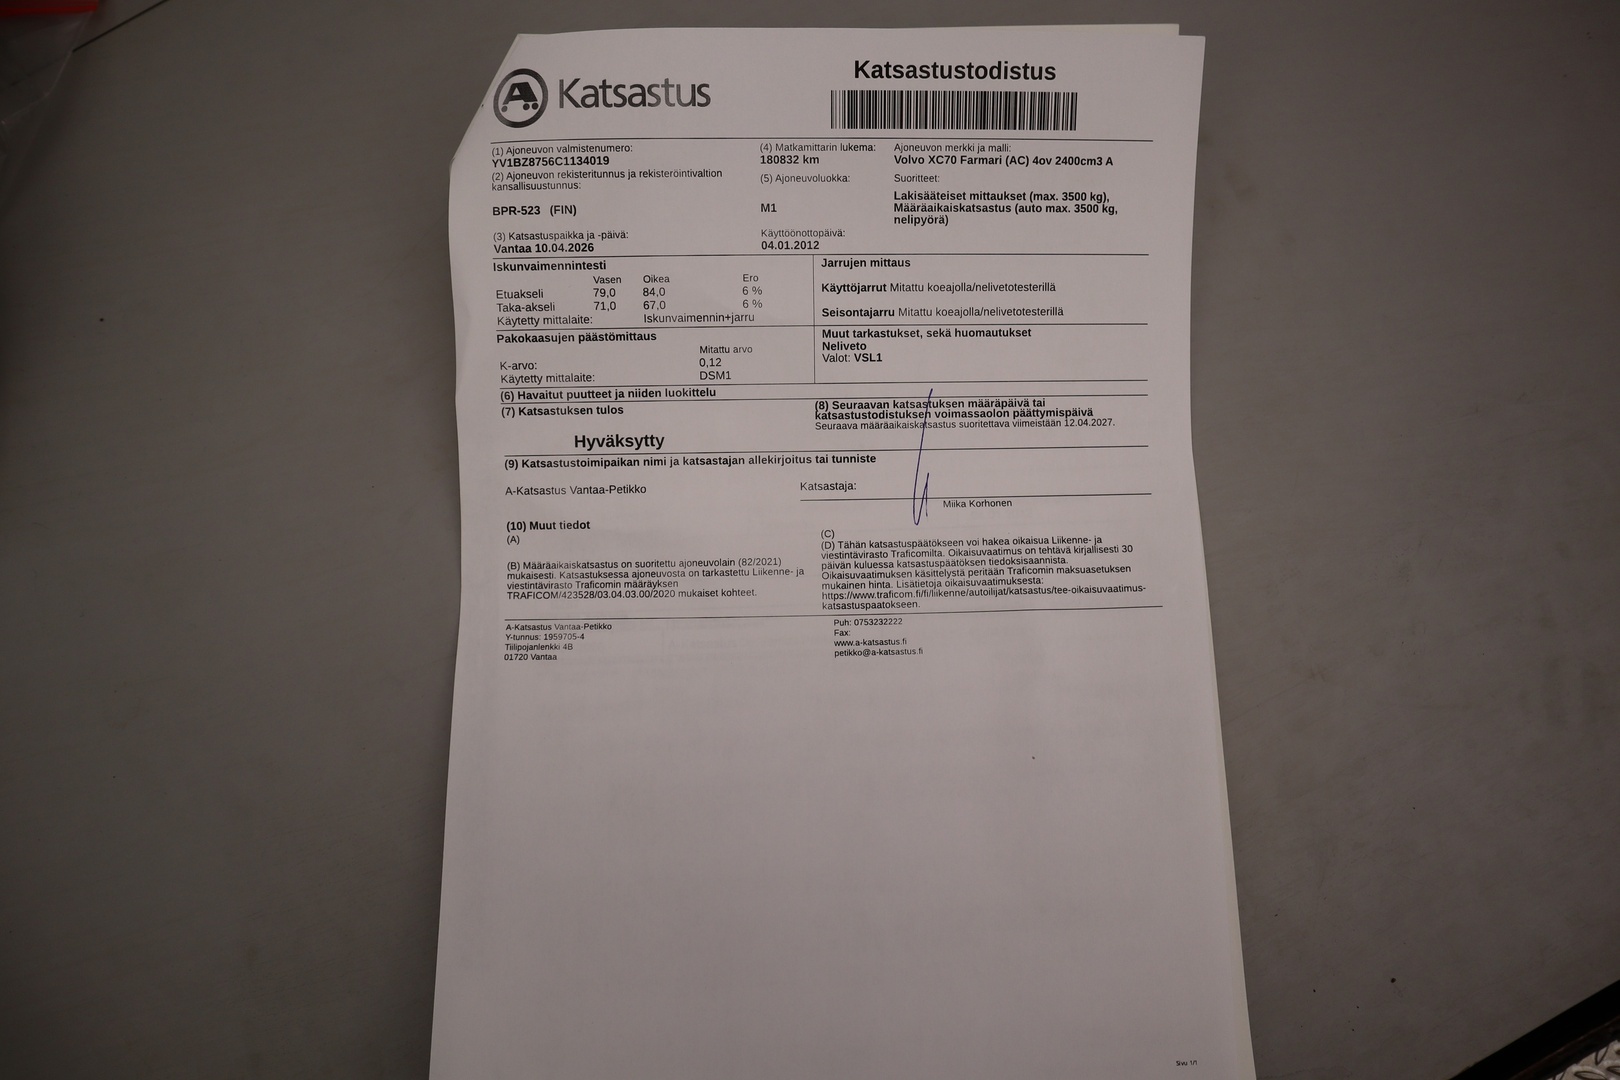 A Katsastus
Katsastustodistus
(1) Ajoneuvon valmistenumero:
YV1BZ8756C1134019
(4) Matkamittarin lukema:
180832 km
Ajoneuvon merkki ja malli:
Volvo XC70 Farmari (AC) 4ov 2400cm3 A
(2) Ajoneuvon rekisteritunnus ja rekisteröintivaltion
kansallisuustunnus:
BPR-523 (FIN)
(5) Ajoneuvoluokka:
M1
Suoritteet:
Lakisääteiset mittaukset (max. 3500 kg),
Määräaikaiskatsastus (auto max. 3500 kg,
nelipyörä)
(3) Katsastuspaikka ja -päivä:
Vantaa 10.04.2026
Käyttöönottopäivä:
04.01.2012
Iskunvaimennintesti
Vasen Oikea Ero
Etuakseli 79,0 84,0 6 %
Taka-akseli 71,0 67,0 6 %
Käytetty mittalaite: Iskunvaimennin+jarru
Jarrujen mittaus
Käyttöjarrut Mitattu koeajolla/nelivetotesterillä
Seisontajarru Mitattu koeajolla/nelivetotesterillä
Pakokaasujen päästömittaus
Mitattu arvo
K-arvo: 0,12
Käytetty mittalaite: DSM1
Muut tarkastukset, sekä huomautukset
Neliveto
Valot: VSL1
(6) Havaitut puutteet ja niiden luokittelu
(7) Katsastuksen tulos
Hyväksytty
(8) Seuraavan katsastuksen määräpäivä tai
katsastustodistuksen voimassaolon päättymispäivä
Seuraava määräaikaiskatsastus suoritettava viimeistään 12.04.2027.
(9) Katsastustoimipaikan nimi ja katsastajan allekirjoitus tai tunniste
A-Katsastus Vantaa-Petikko
Katsastaja:
Miika Korhonen
(10) Muut tiedot
(A)
(B) Määräaikaiskatsastus on suoritettu ajoneuvolain (82/2021)
mukaisesti. Katsastuksessa ajoneuvosta on tarkastettu Liikenne- ja
viestintävirasto Traficomin määräyksen
TRAFICOM/423528/03.04.03.00/2020 mukaiset kohteet.
(C)
(D) Tähän katsastuspäätökseen voi hakea oikaisua Liikenne- ja
viestintävirasto Traficomilta. Oikaisuvaatimus on tehtävä kirjallisesti 30
päivän kuluessa katsastuspäätöksen tiedoksisaannista.
Oikaisuvaatimuksen käsittelystä peritään Traficomin maksuasetuksen
mukainen hinta. Lisätietoja oikaisuvaatimuksesta:
https://www.traficom.fi/fi/liikenne/autoilijat/katsastus/tee-oikaisuvaatimus-
katsastuspaatokseen.
A-Katsastus Vantaa-Petikko
Y-tunnus: 1959705-4
Tiilipojanlenkki 4B
01720 Vantaa
Puh: 0753232222
Fax:
www.a-katsastus.fi
petikko@a-katsastus.fi
Sivu 1/1